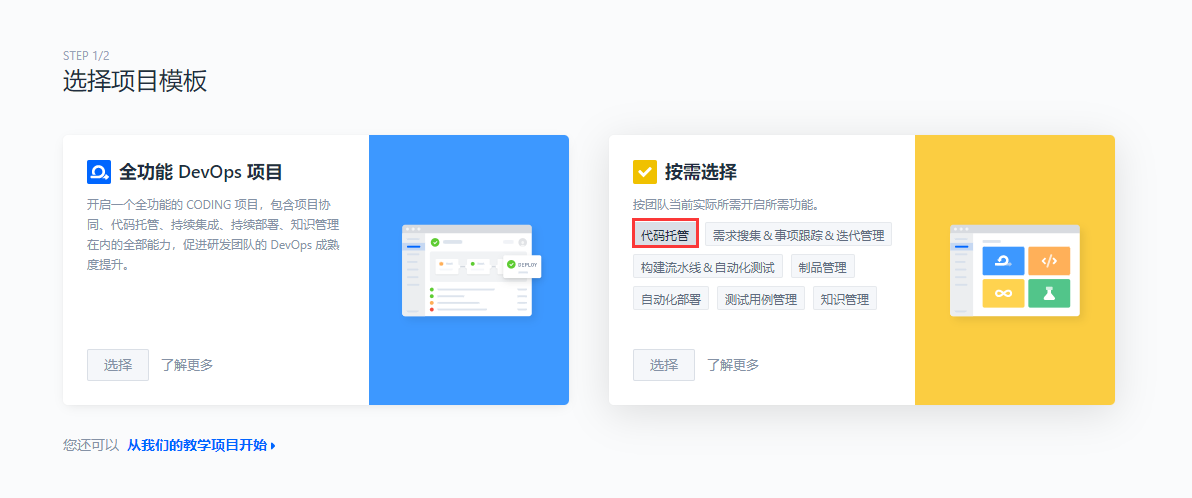 STEP 1/2
选择项目模板
全功能 DevOps 项目
开启一个全功能的 CODING 项目，包含项目协
同、代码托管、持续集成、持续部署、知识管理
在内的全部能力，促进研发团队的 DevOps 成熟
度提升。
选择 了解更多
DEPLOY
按需选择
按团队当前实际所需开启所需功能。
代码托管 需求搜集＆事项跟踪＆迭代管理
构建流水线＆自动化测试 制品管理
自动化部署 测试用例管理 知识管理
选择 了解更多
您还可以 从我们的教学项目开始